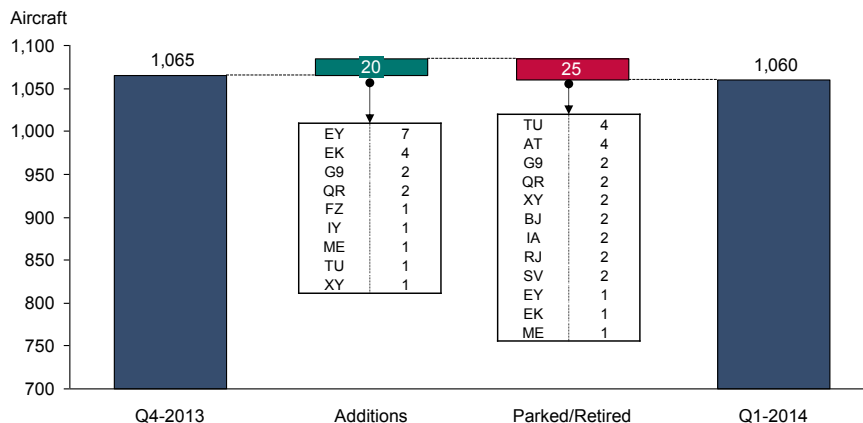 Aircraft
1,100
1,050
1,000
950
900
850
800
750
700
1,065
20
25
1,060
EY 7
EK 4
G9 2
QR 2
FZ 1
IY 1
ME 1
TU 1
XY 1
TU 4
AT 4
G9 2
QR 2
XY 2
BJ 2
IA 2
RJ 2
SV 2
EY 1
EK 1
ME 1
Q4-2013 Additions Parked/Retired Q1-2014